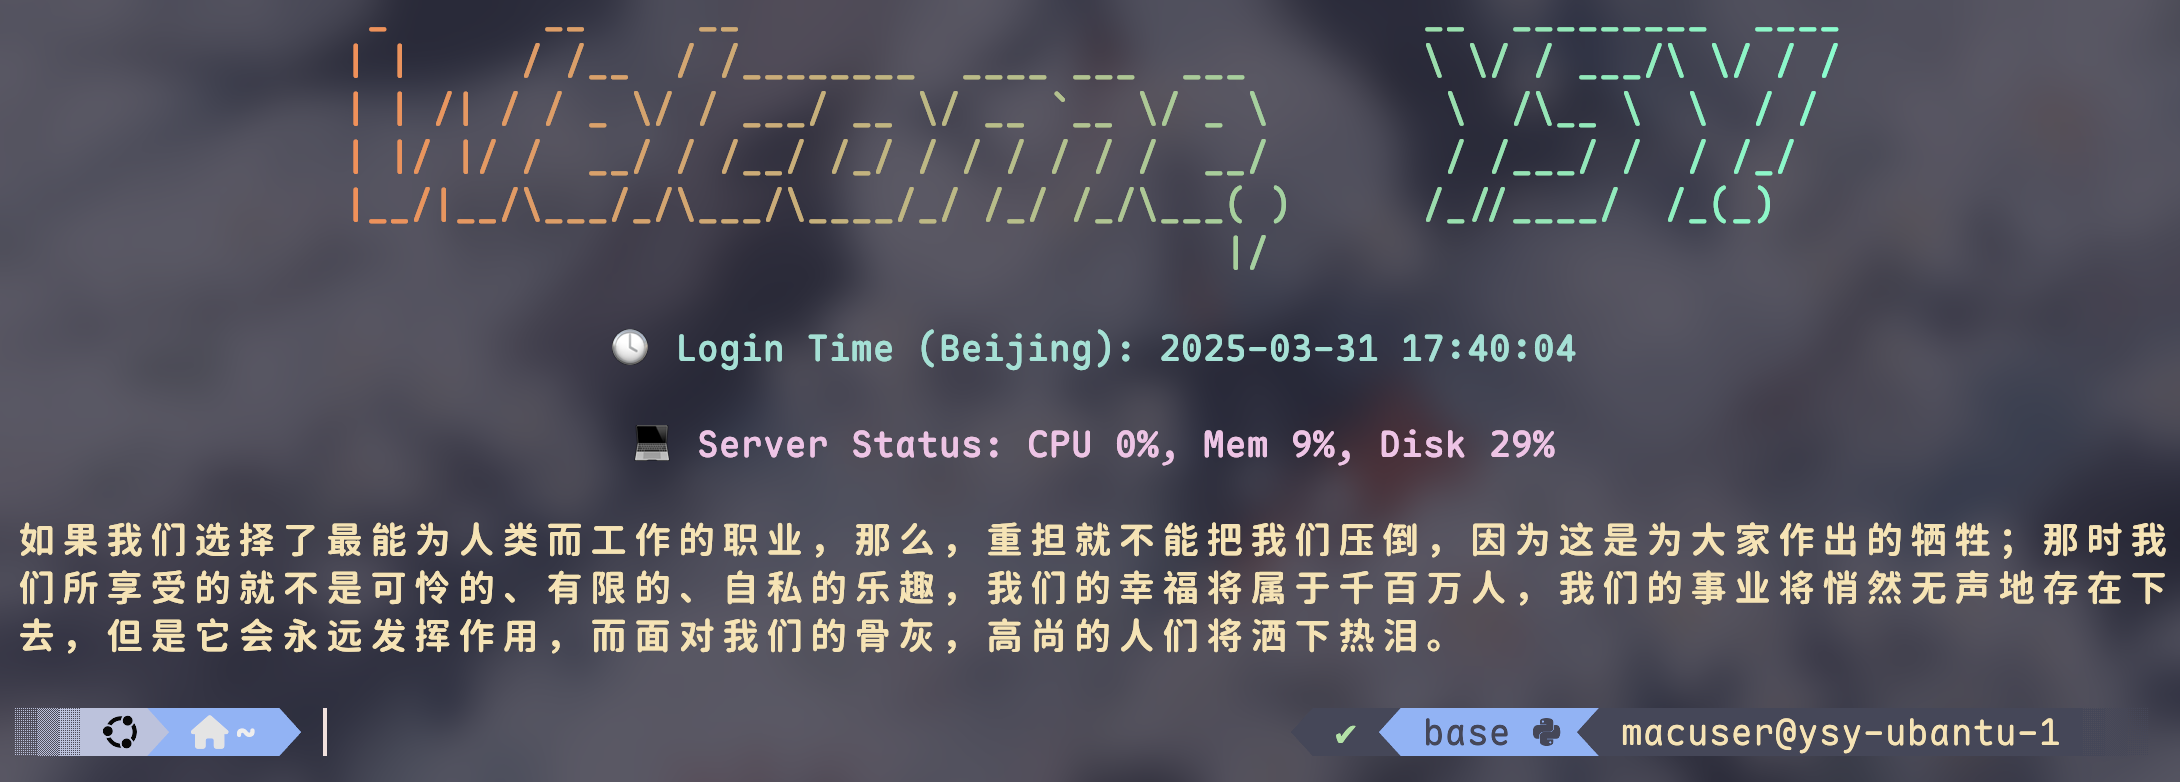 Welcome, YSY!
Login Time (Beijing): 2025-03-31 17:40:04
Server Status: CPU 0%, Mem 9%, Disk 29%
如果我们选择了最能为人类而工作的职业，那么，重担就不能把我们压倒，因为这是为大家作出的牺牲；那时我
们所享受的就不是可怜的、有限的、自私的乐趣，我们的幸福将属于千百万人，我们的事业将悄然无声地存在下
去，但是它会永远发挥作用，而面对我们的骨灰，高尚的人们将洒下热泪。
~ ✔ base macuser@ysy-ubantu-1